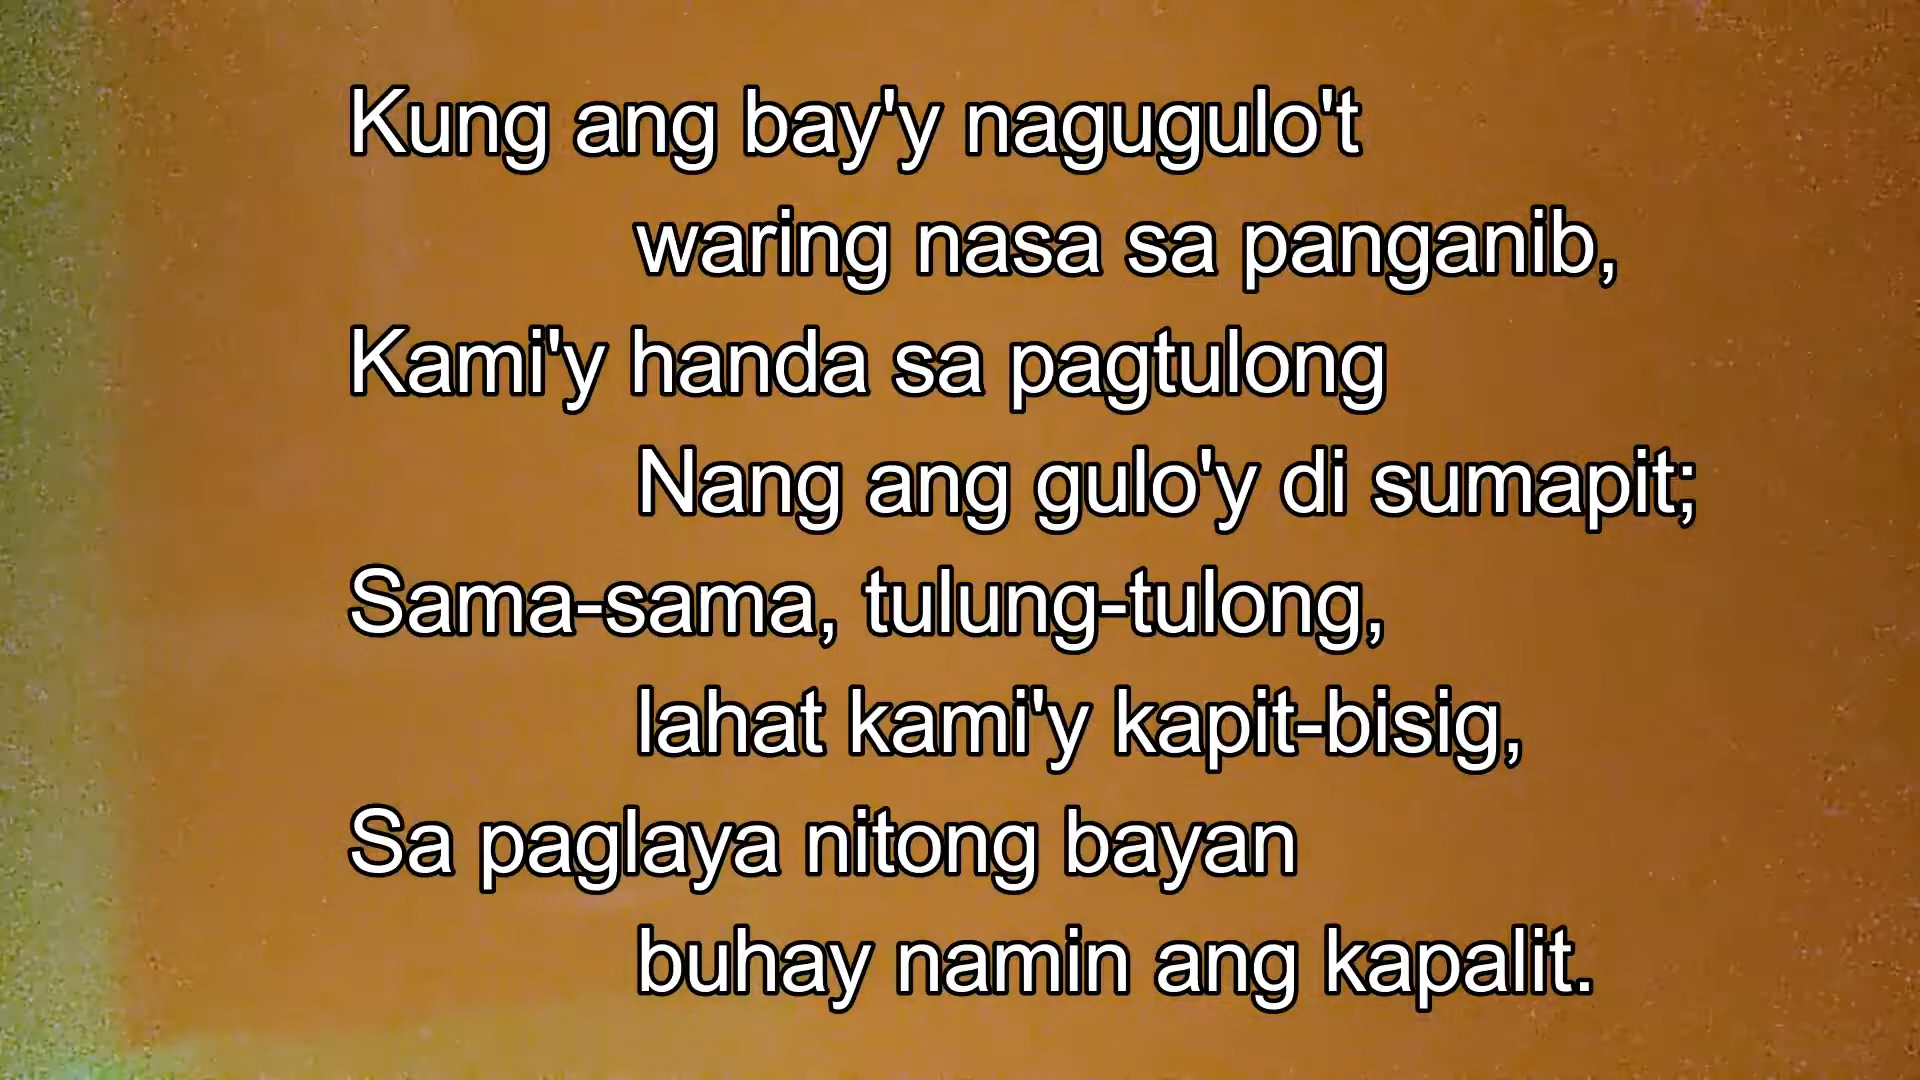 Kung ang bay'y nagugulo't
waring nasa sa panganib,
Kami'y handa sa pagtulong
Nang ang gulo'y di sumapit;
Sama-sama, tulung-tulong,
lahat kami'y kapit-bisig,
Sa paglaya nitong bayan
buhay namin ang kapalit.